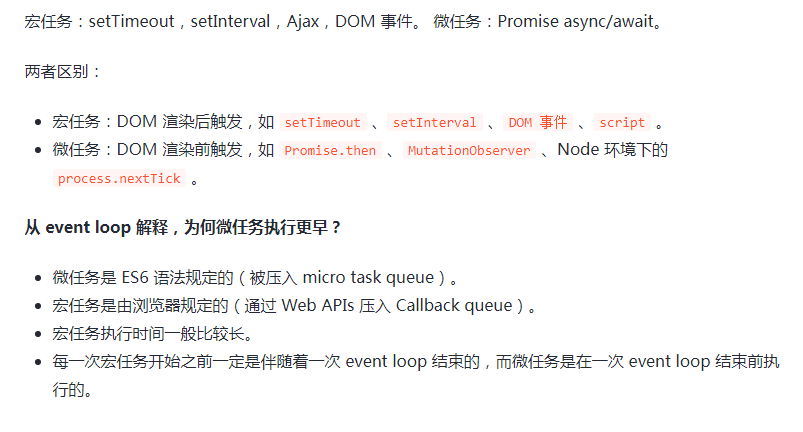 宏任务：setTimeout，setInterval，Ajax，DOM 事件。 微任务：Promise async/await。
两者区别：
宏任务：DOM 渲染后触发，如 setTimeout 、setInterval 、DOM 事件 、script 。
微任务：DOM 渲染前触发，如 Promise.then 、MutationObserver 、Node 环境下的
process.nextTick 。
从 event loop 解释，为何微任务执行更早？
微任务是 ES6 语法规定的（被压入 micro task queue）。
宏任务是由浏览器规定的（通过 Web APIs 压入 Callback queue）。
宏任务执行时间一般比较长。
每一次宏任务开始之前一定是伴随着一次 event loop 结束的，而微任务是在一次 event loop 结束前执
行的。